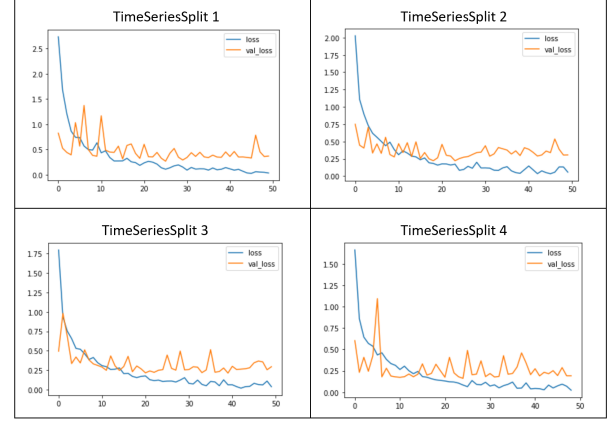 TimeSeriesSplit 1
loss
val_loss
2.5
2.0
1.5
1.0
0.5
0.0
0 10 20 30 40 50
TimeSeriesSplit 2
loss
val_loss
2.00
1.75
1.50
1.25
1.00
0.75
0.50
0.25
0.00
0 10 20 30 40 50
TimeSeriesSplit 3
loss
val_loss
1.75
1.50
1.25
1.00
0.75
0.50
0.25
0.00
0 10 20 30 40 50
TimeSeriesSplit 4
loss
val_loss
1.50
1.25
1.00
0.75
0.50
0.25
0.00
0 10 20 30 40 50